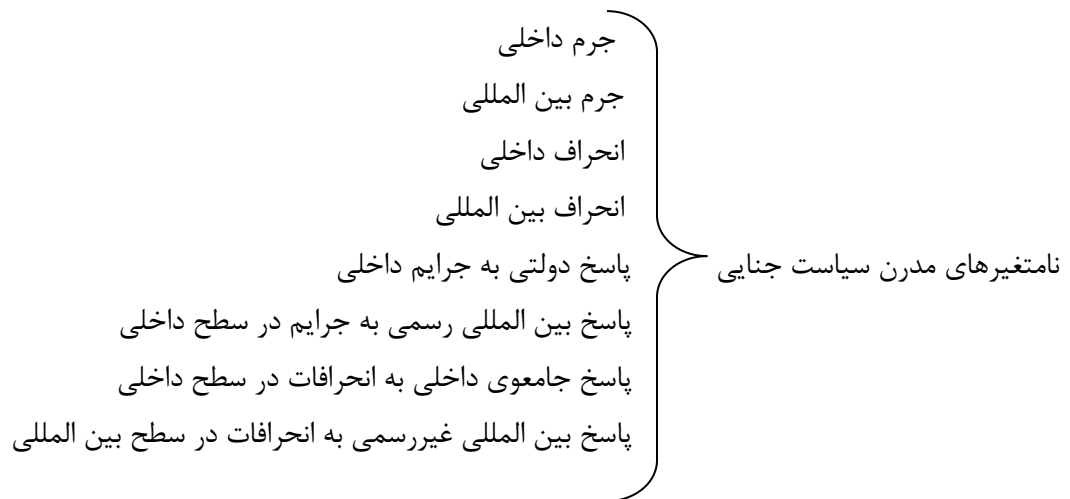 نامتغیرهای مدرن سیاست جنایی
جرم داخلی
جرم بین المللی
انحراف داخلی
انحراف بین المللی
پاسخ دولتی به جرایم داخلی
پاسخ بین المللی رسمی به جرایم در سطح داخلی
پاسخ جامعوی داخلی به انحرافات در سطح داخلی
پاسخ بین المللی غیررسمی به انحرافات در سطح بین المللی